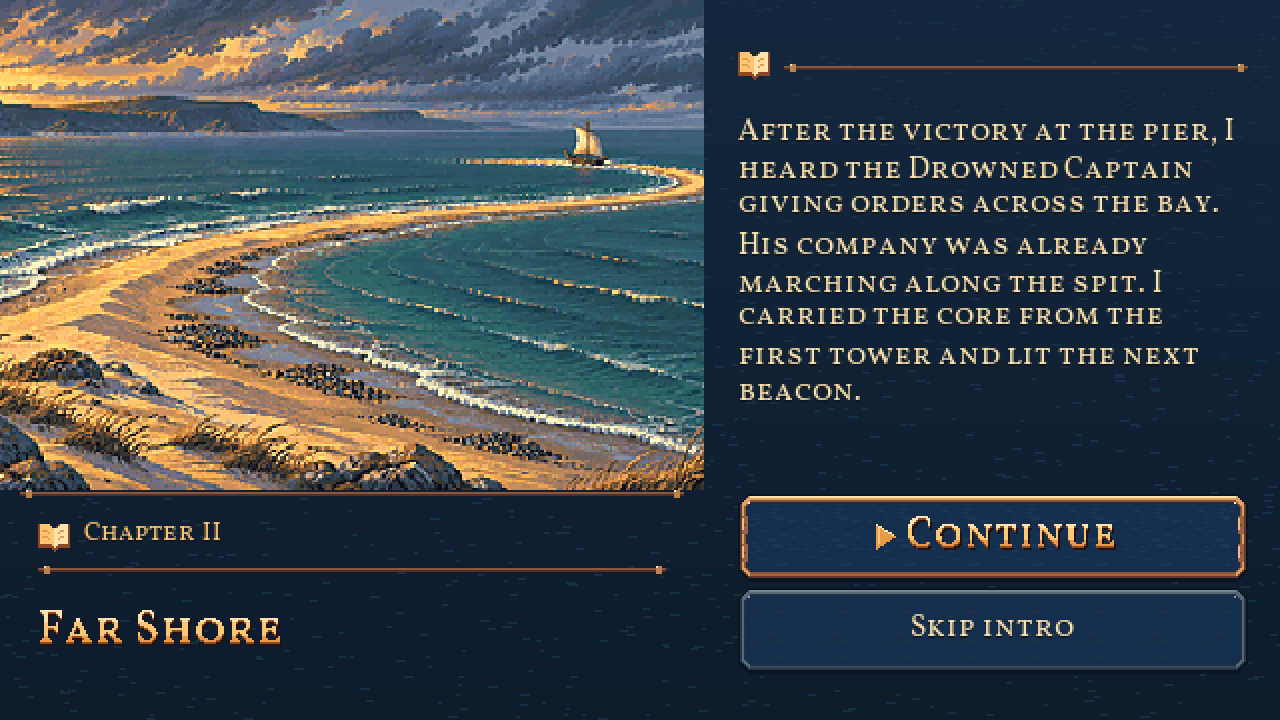 Chapter II
Far Shore
After the victory at the pier, I
heard the Drowned Captain
giving orders across the bay.
His company was already
marching along the spit. I
carried the core from the
first tower and lit the next
beacon.
Continue
Skip intro